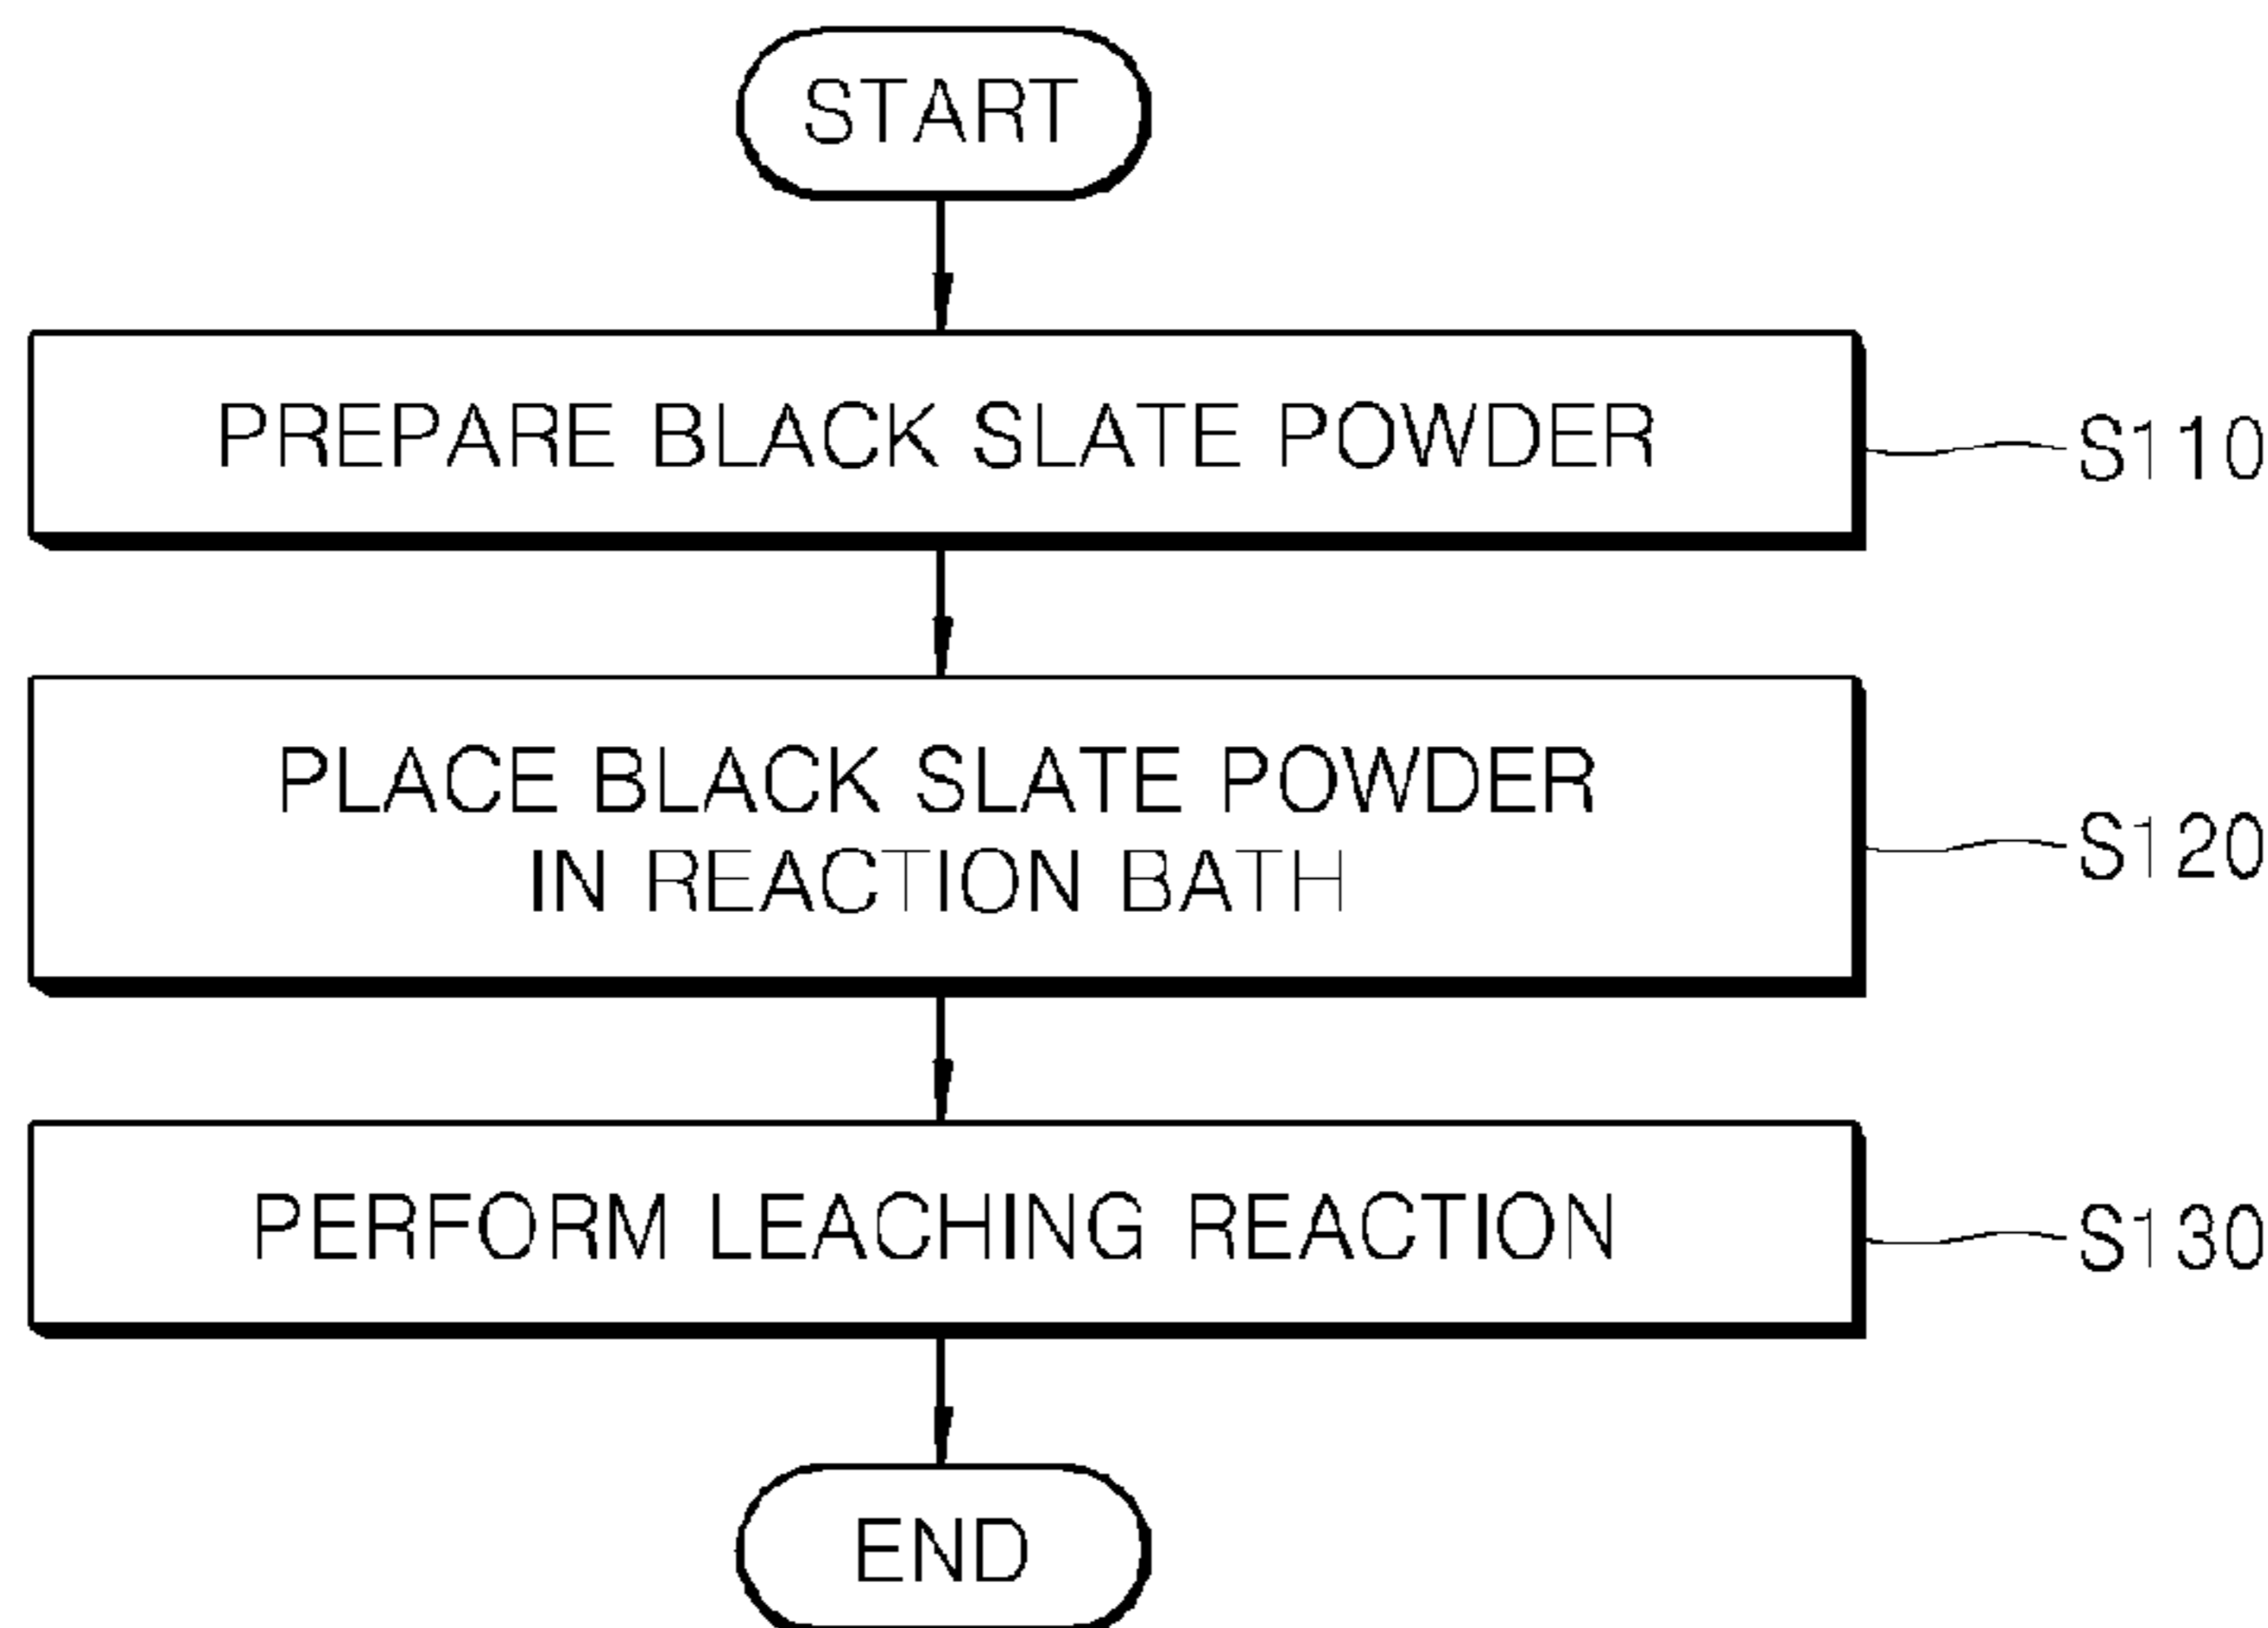 START
PREPARE BLACK SLATE POWDER
S110
PLACE BLACK SLATE POWDER
IN REACTION BATH
S120
PERFORM LEACHING REACTION
S130
END